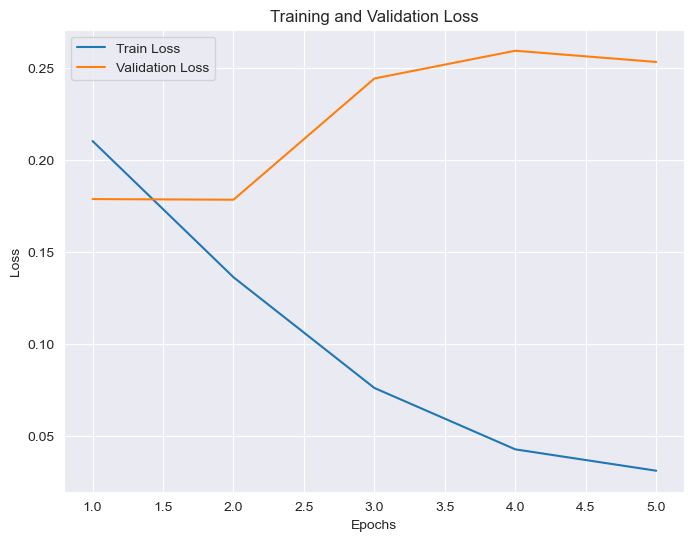 Training and Validation Loss
Train Loss
Validation Loss
0.25
0.20
0.15
0.10
0.05
Loss
1.0 1.5 2.0 2.5 3.0 3.5 4.0 4.5 5.0
Epochs